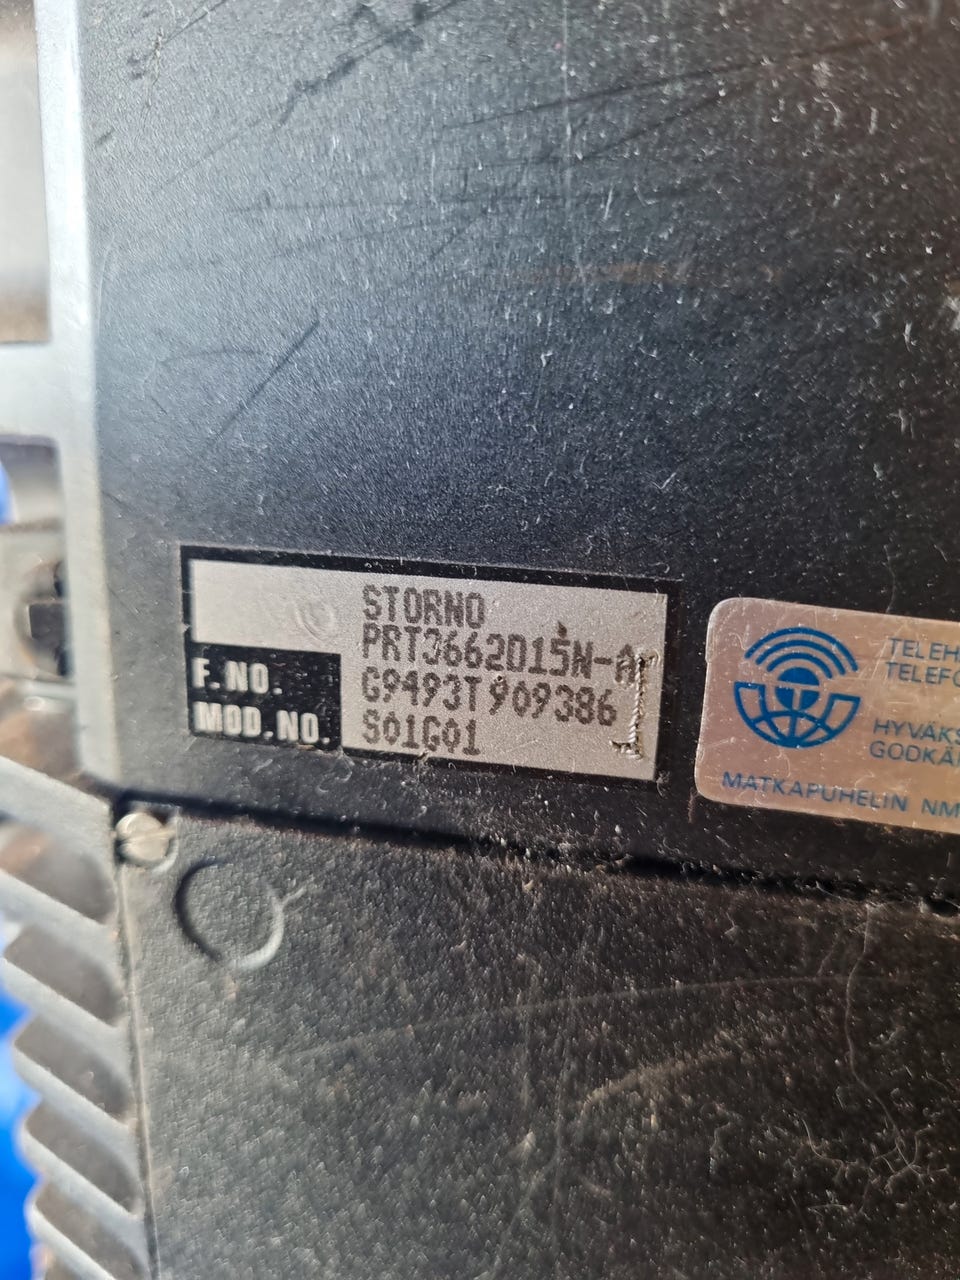 STORNO
PRT3662D15N-A
F.NO. G9493T909386
MOD.NO. S01G01
TELEH
TELEFO
HYVÄKS
GODKÄ
MATKAPUHELIN NM